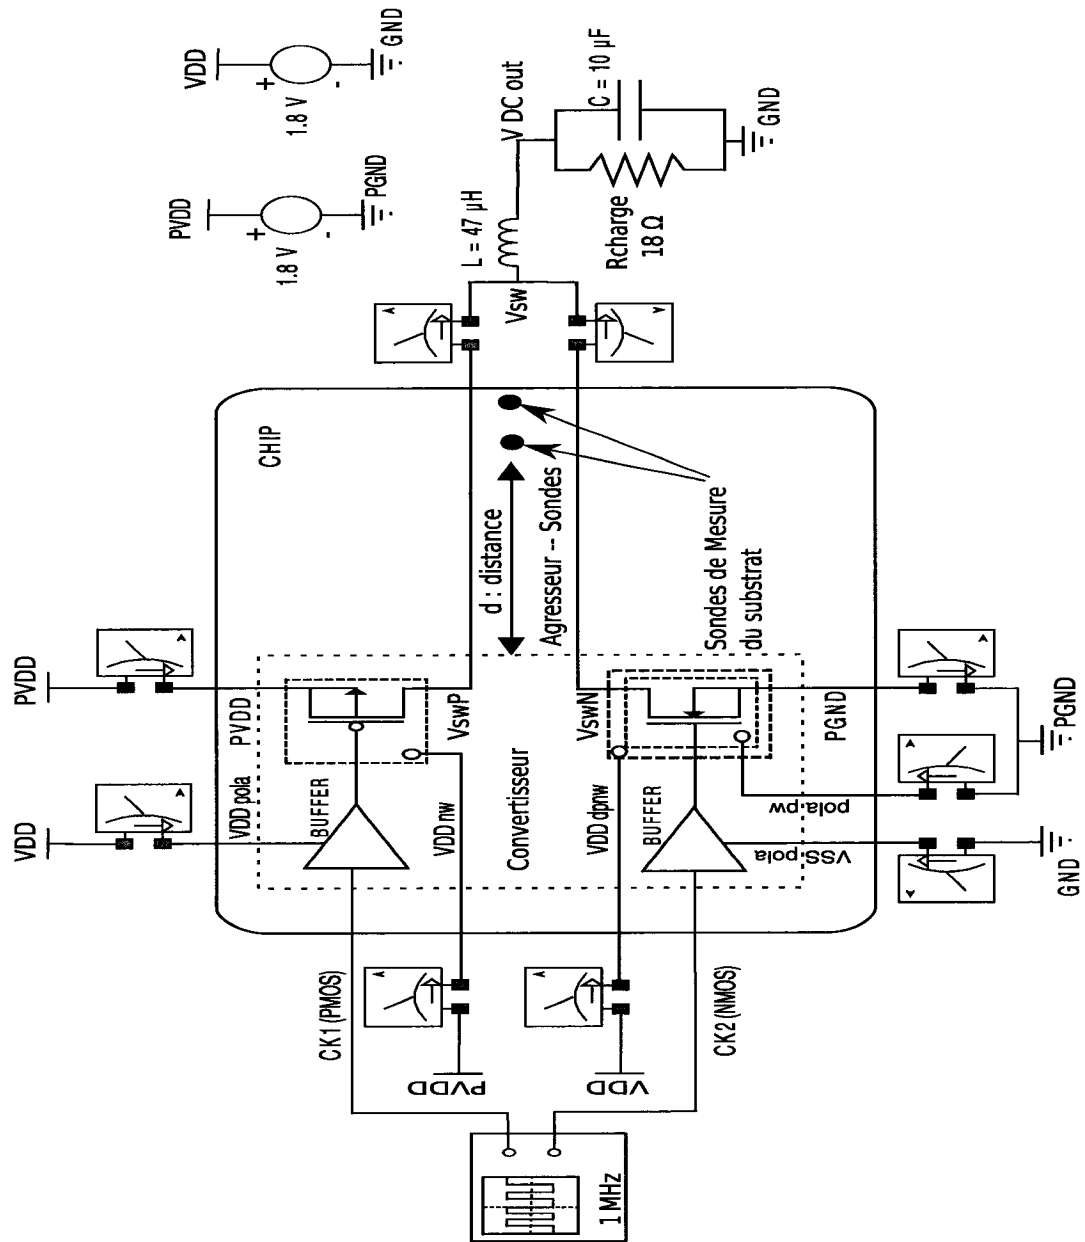 VDD
+
-
1.8 V
GND
PVDD
+
-
1.8 V
PGND
V DC out
L = 47 µH
C = 10 µF
Rcharge
18 Ω
GND
Vsw
A
A
CHIP
d : distance
Agresseur -- Sondes
Sondes de Mesure
du substrat
PVDD
A
VDD
A
PVDD
VDD pola
BUFFER
VswP
VDD nw
Convertisseur
VswN
VDD dpnw
BUFFER
PGND
pola pw
VSS pola
A
A
A
PGND
GND
CK1 (PMOS)
A
PVDD
A
VDD
CK2 (NMOS)
1 MHz